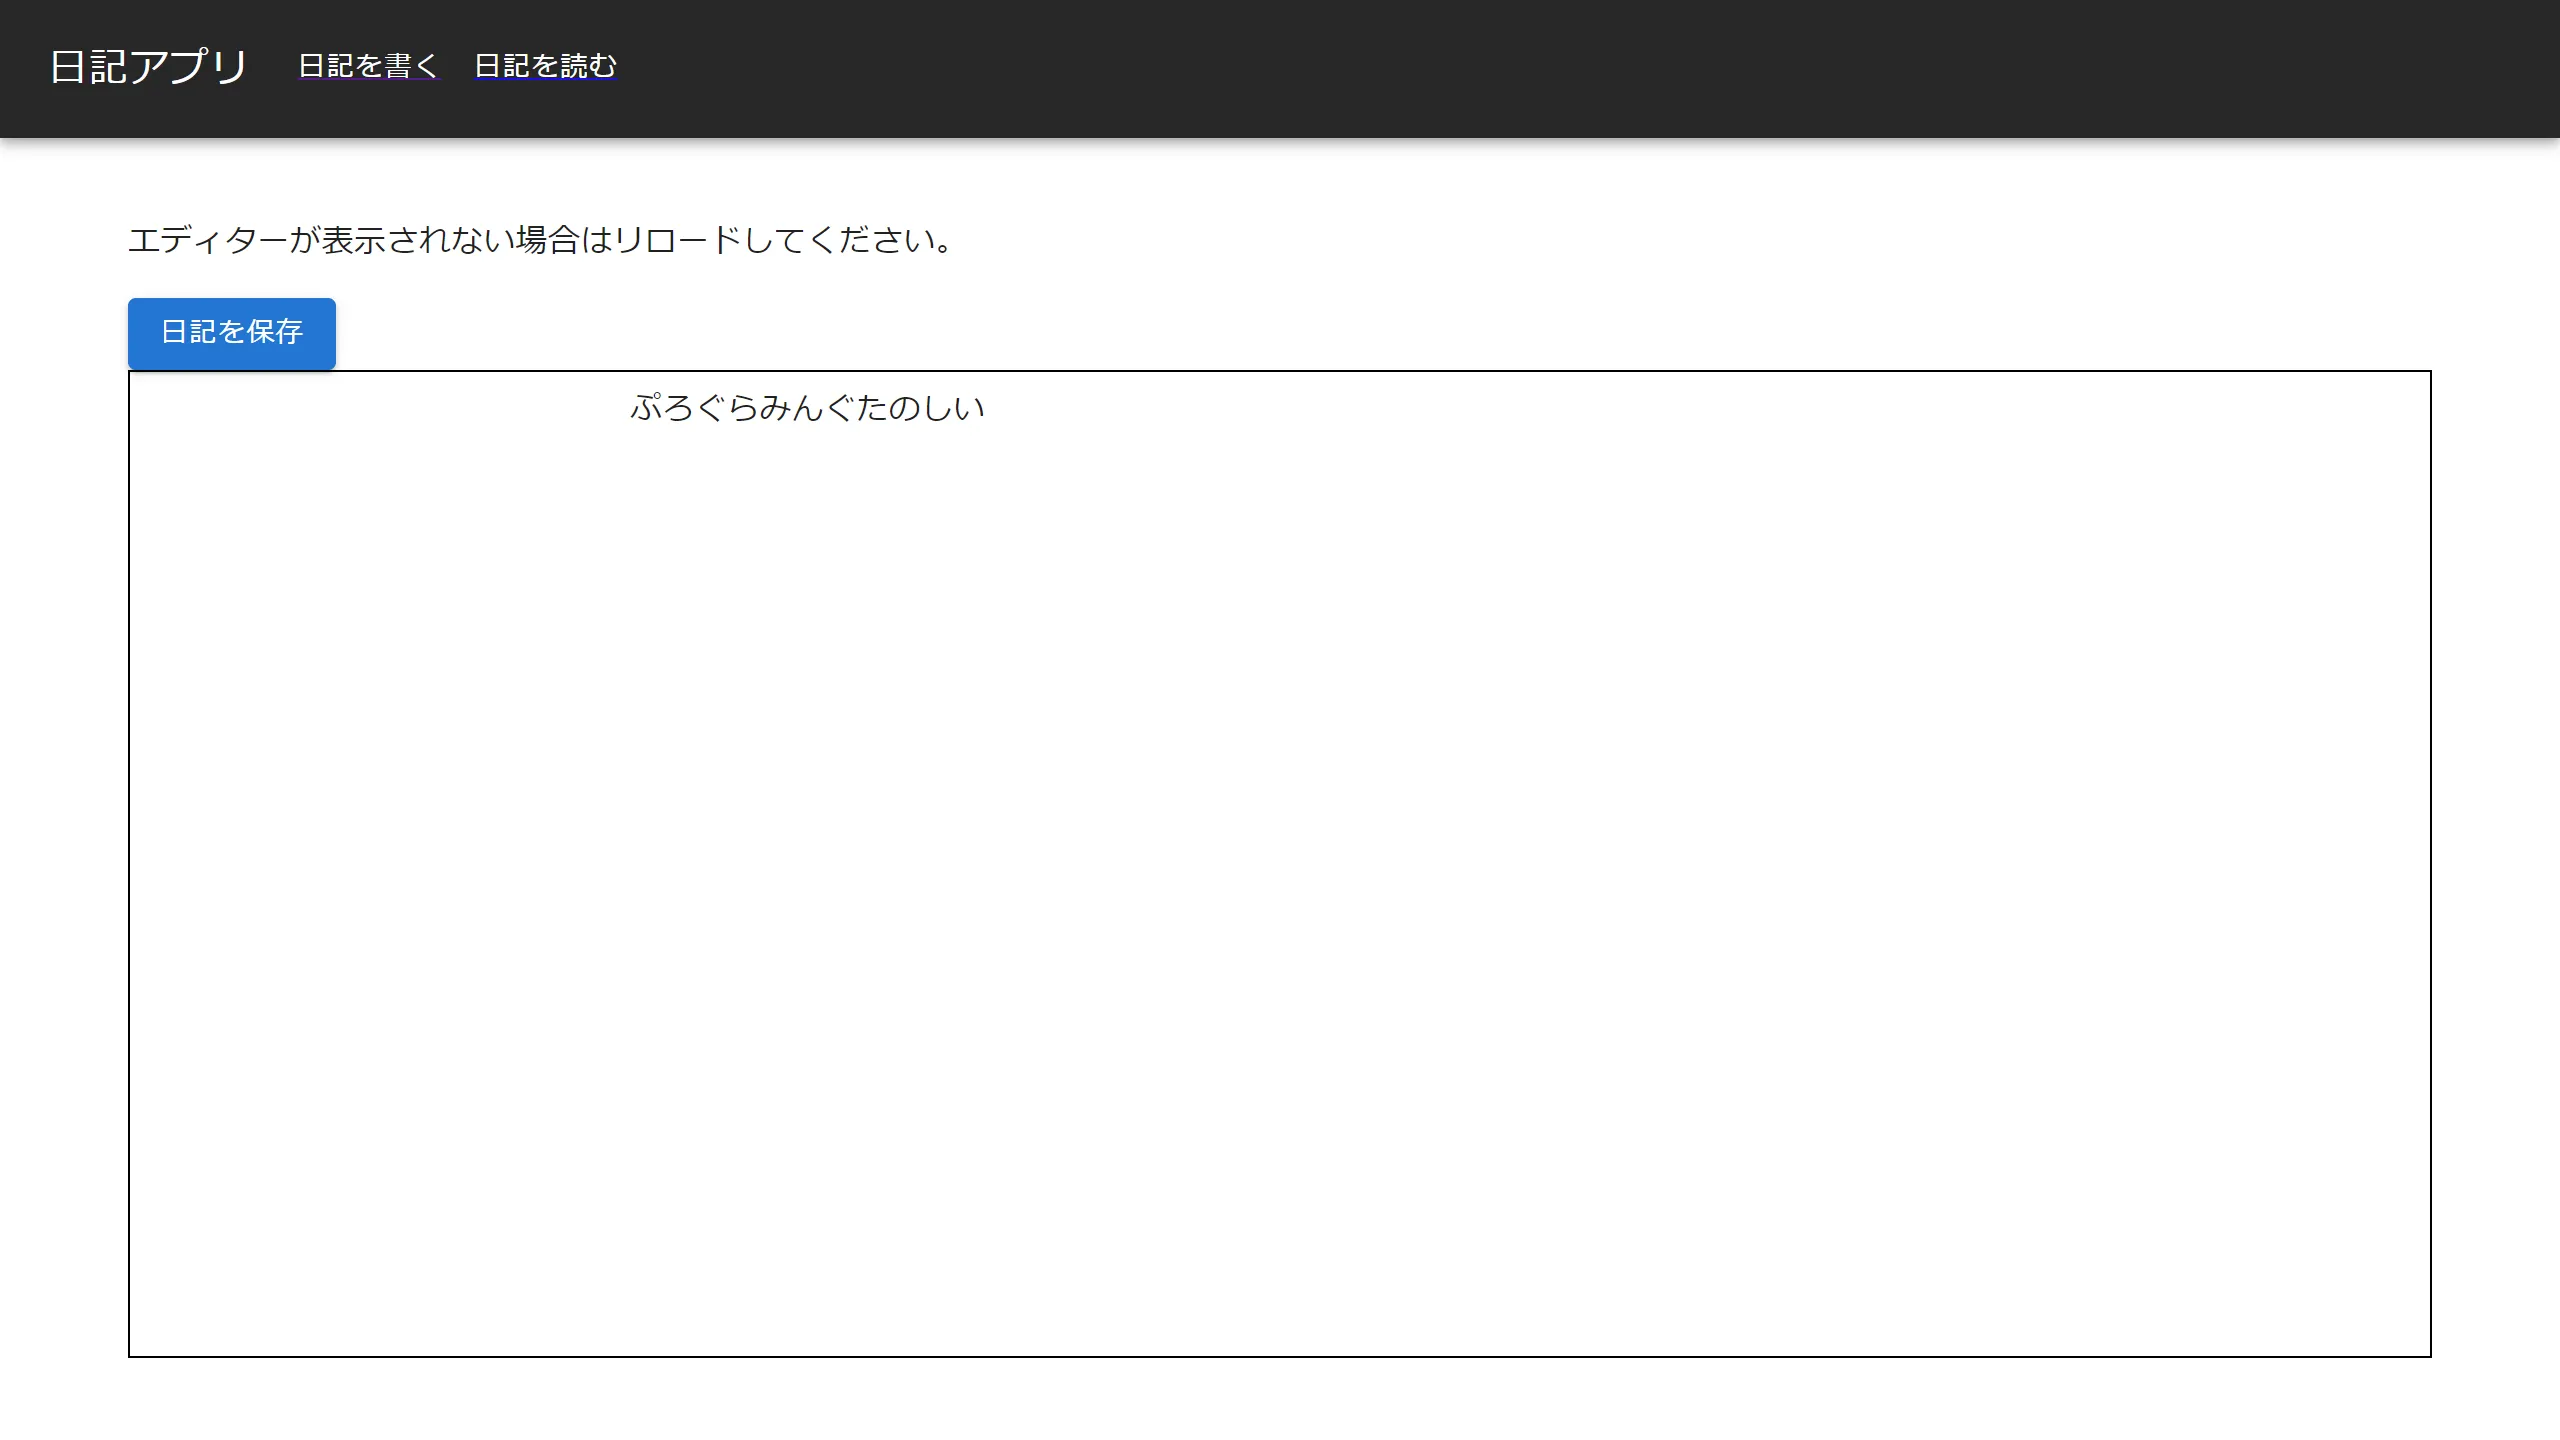 日記アプリ 日記を書く 日記を読む
エディターが表示されない場合はリロードしてください。
日記を保存
ぷろぐらみんぐたのしい